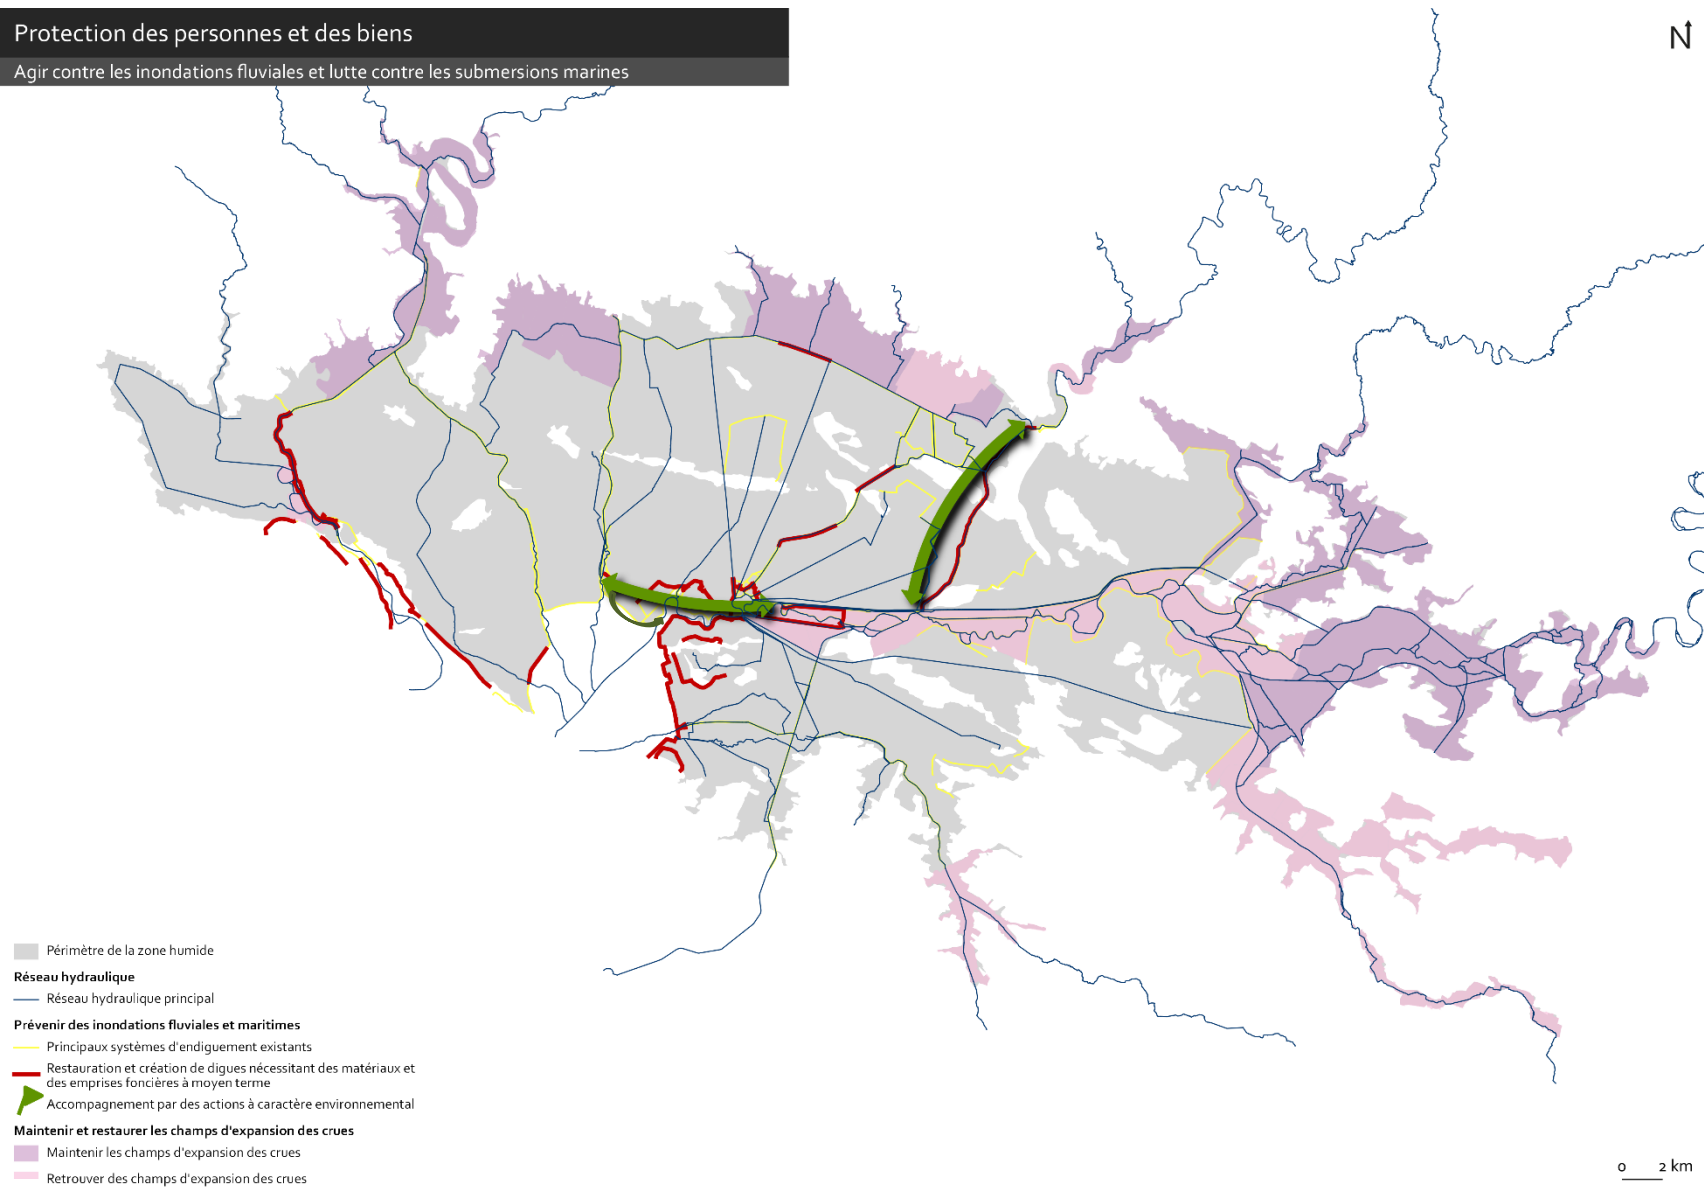 Protection des personnes et des biens
Agir contre les inondations fluviales et lutte contre les submersions marines
N
Périmètre de la zone humide
Réseau hydraulique
Réseau hydraulique principal
Prévenir des inondations fluviales et maritimes
Principaux systèmes d'endiguement existants
Restauration et création de digues nécessitant des matériaux et
des emprises foncières à moyen terme
Accompagnement par des actions à caractère environnemental
Maintenir et restaurer les champs d'expansion des crues
Maintenir les champs d'expansion des crues
Retrouver des champs d'expansion des crues
0 2 km